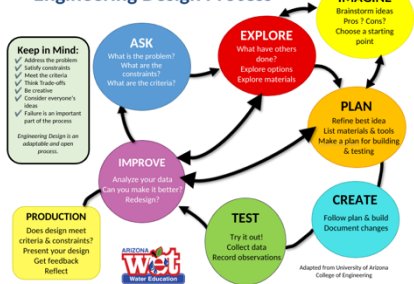 Engineering Design Process
IMAGINE
Brainstorm ideas
Pros ? Cons?
Choose a starting
point
EXPLORE
What have others
done?
Explore options
Explore materials
ASK
What is the problem?
What are the
constraints?
What are the criteria?
Keep in Mind:
Address the problem
Satisfy constraints
Meet the criteria
Think Trade-offs
Be creative
Consider everyone's
ideas
Failure is an important
part of the process
Engineering Design is an
adaptable and open
process.
PLAN
Refine best idea
List materials & tools
Make a plan for building
& testing
IMPROVE
Analyze your data
Can you make it better?
Redesign?
CREATE
Follow plan & build
Document changes
TEST
Try it out!
Collect data
Record observations
PRODUCTION
Does design meet
criteria & constraints?
Present your design
Get feedback
Reflect
ARIZONA
wet
Water Education
Adapted from University of Arizona
College of Engineering